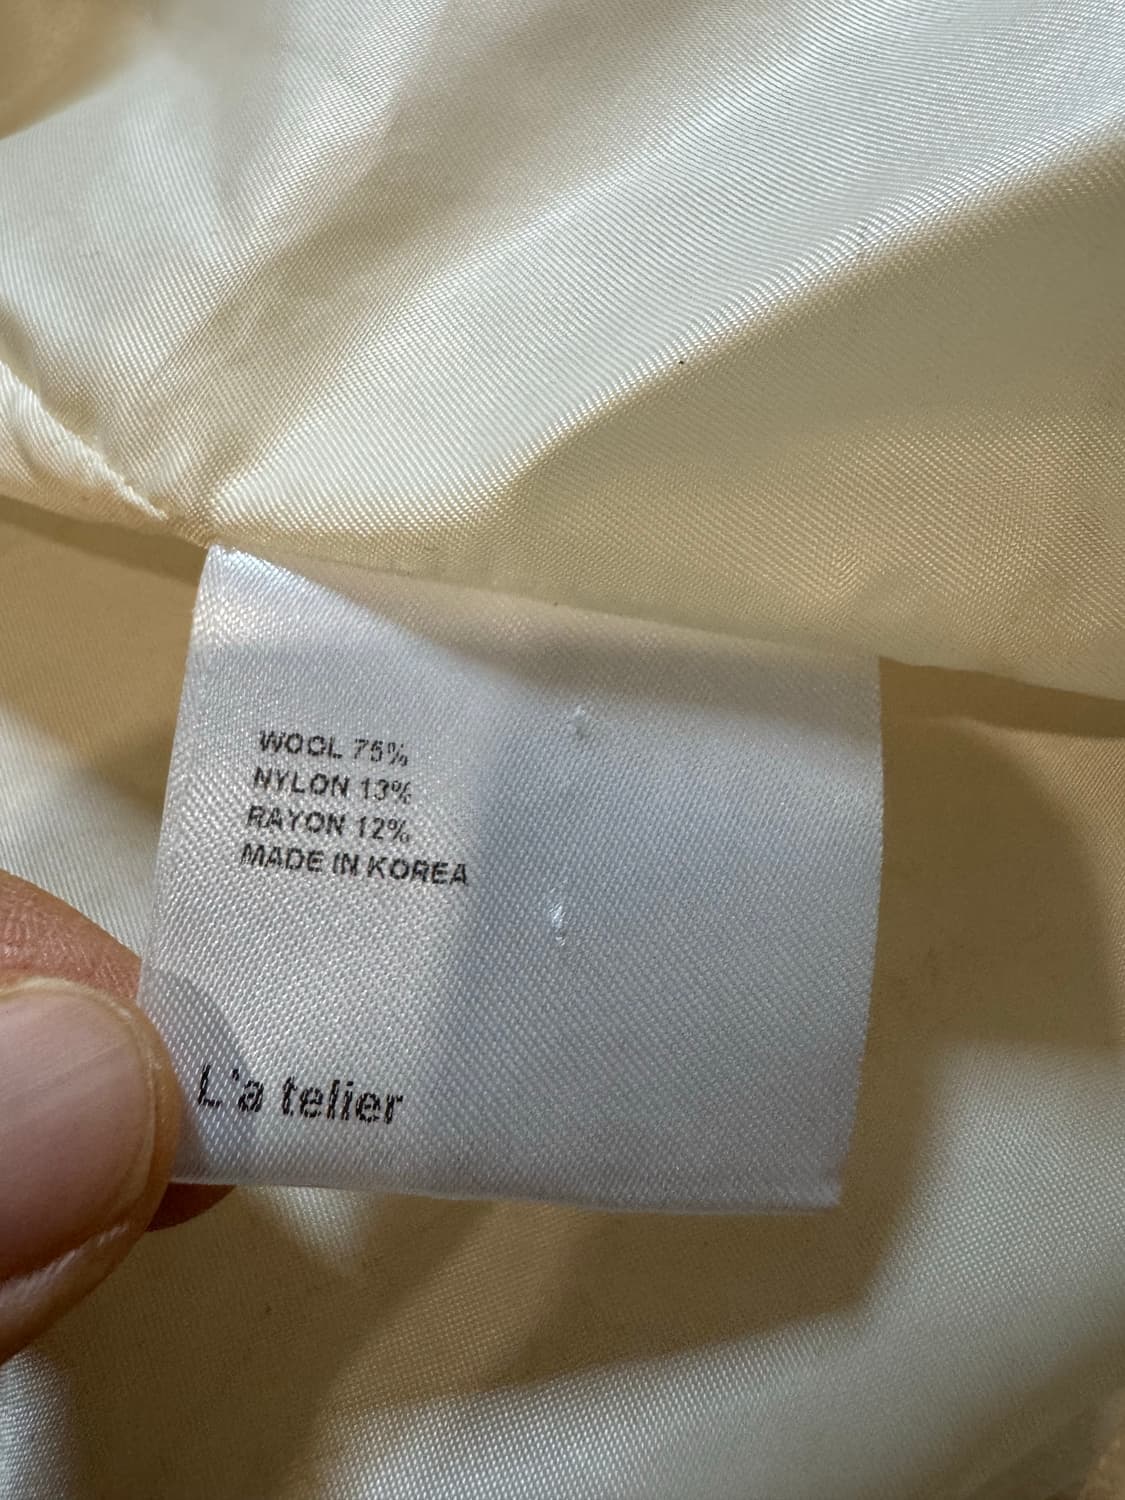 WOOL 75%
NYLON 13%
RAYON 12%
MADE IN KOREA
L'a telier